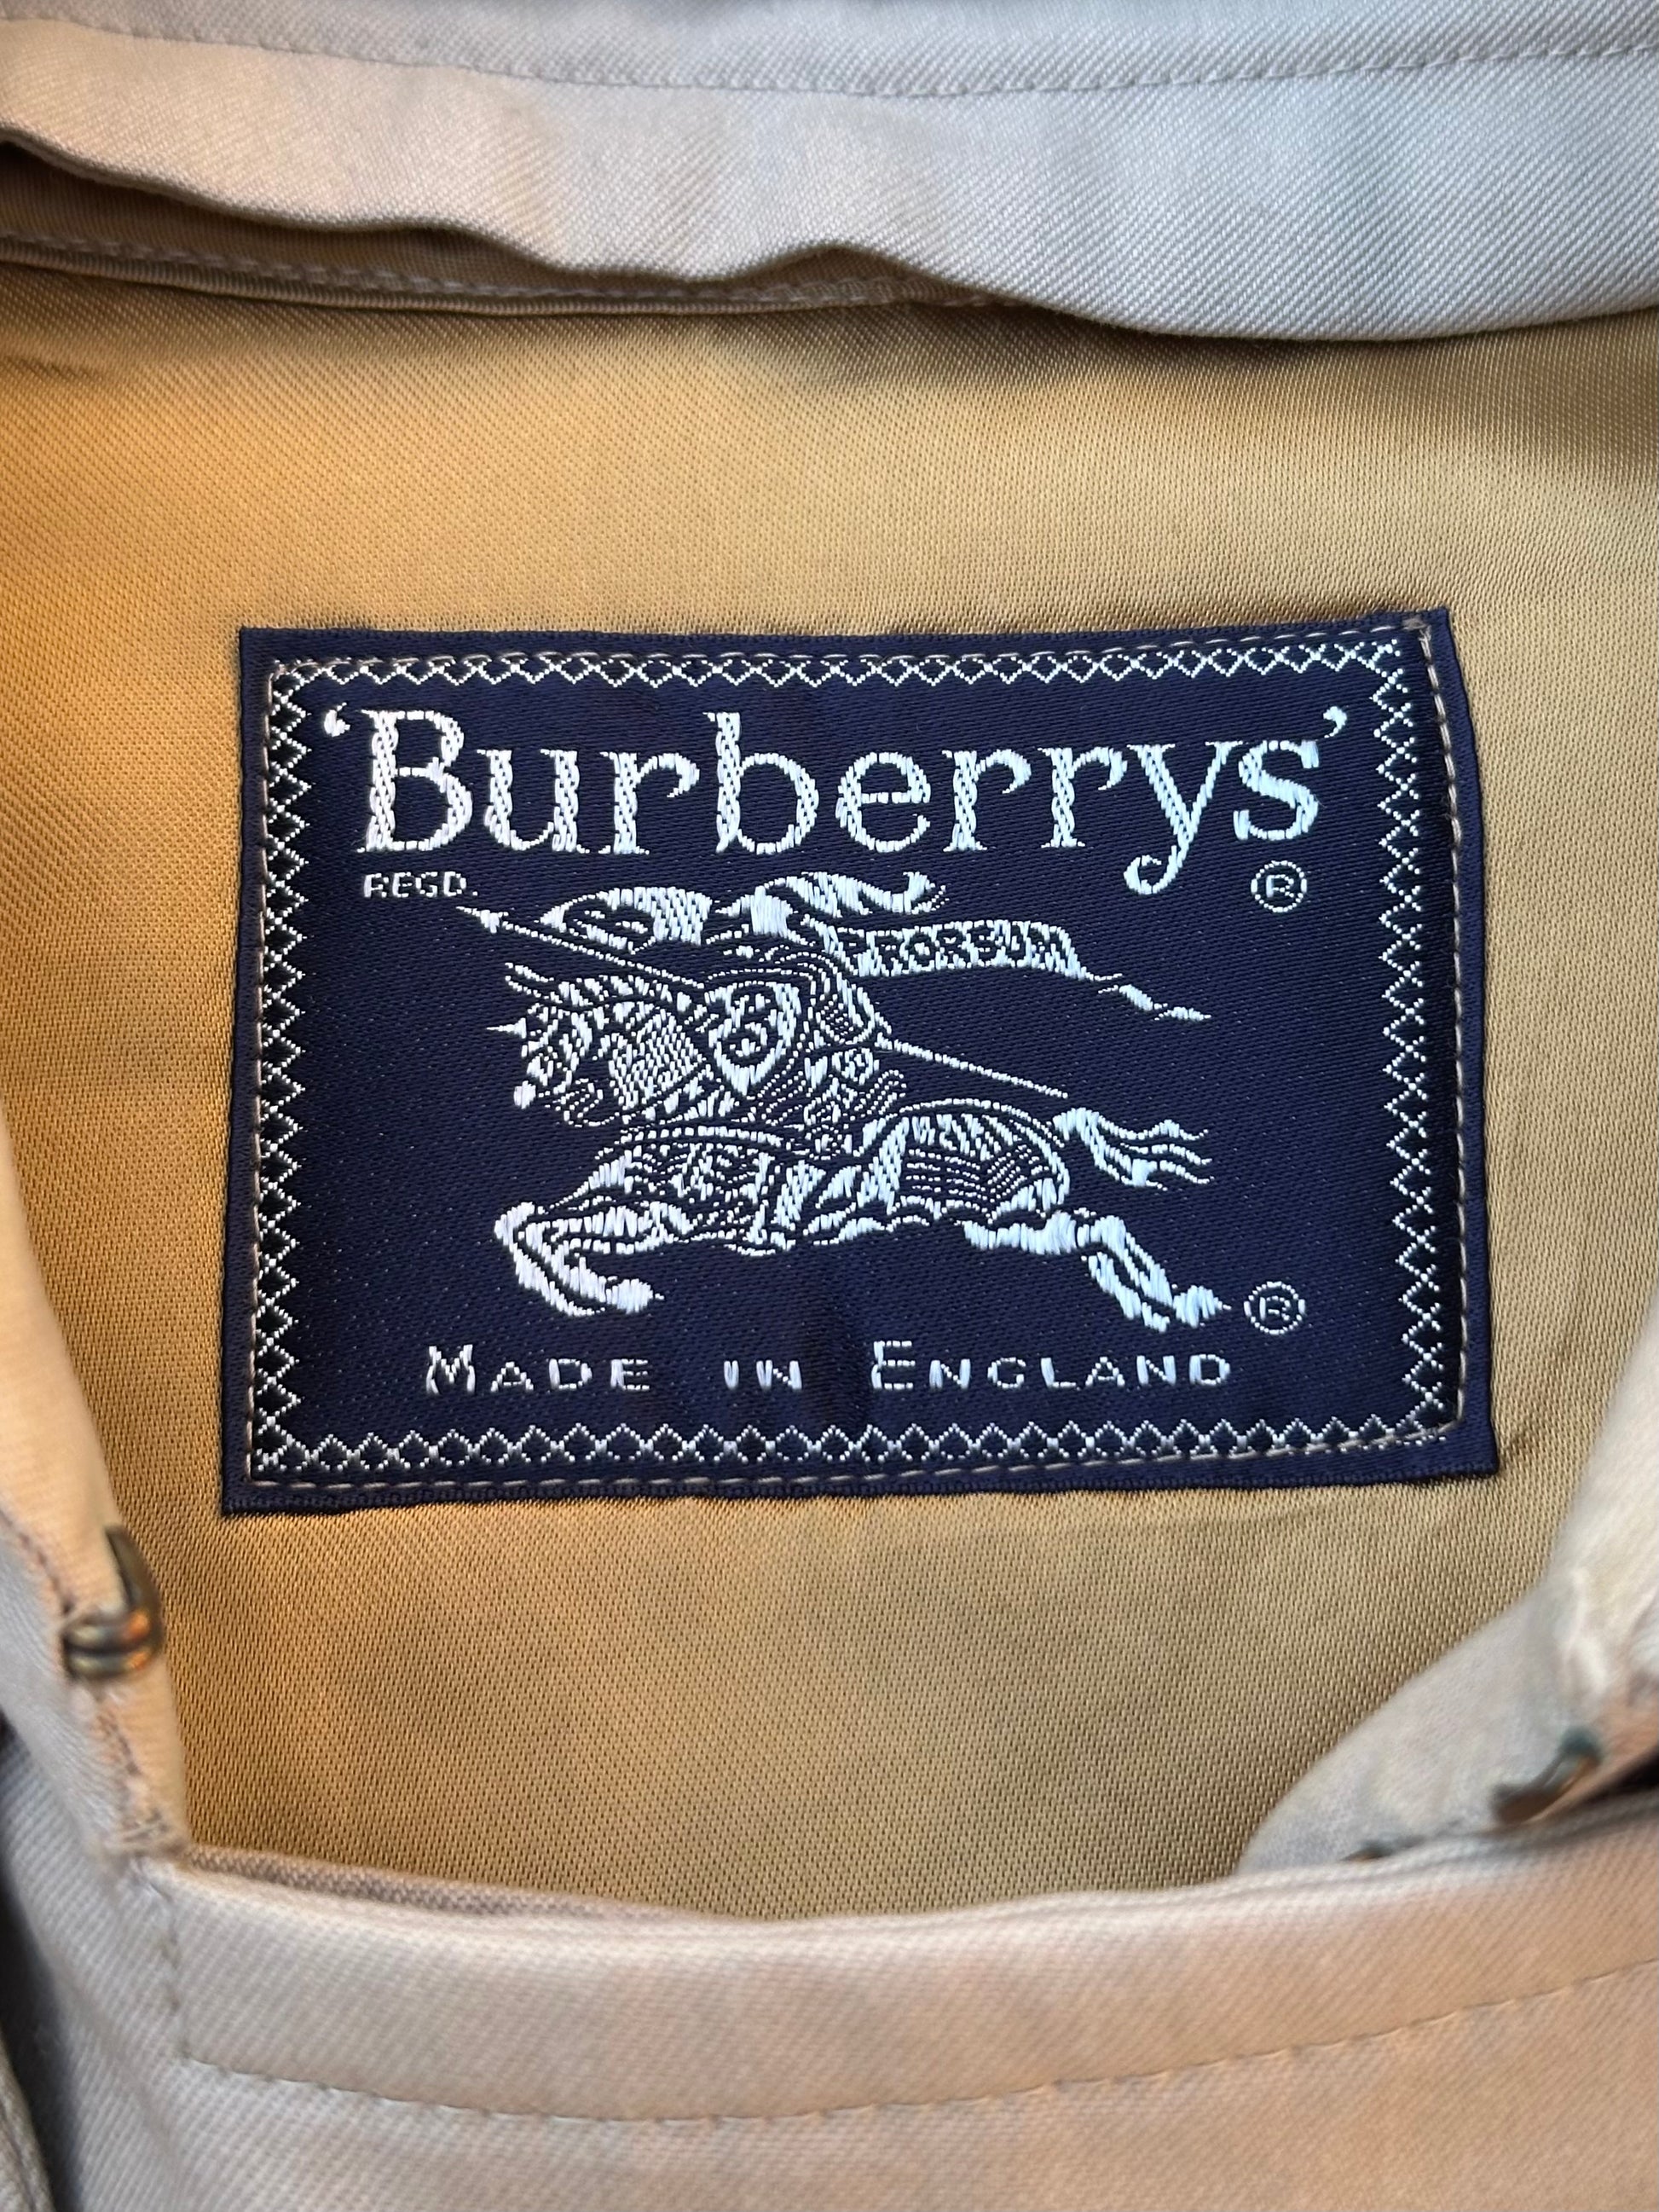 ‘Burberrys’
REGD. ®
PRORSUM
B
®
MADE IN ENGLAND